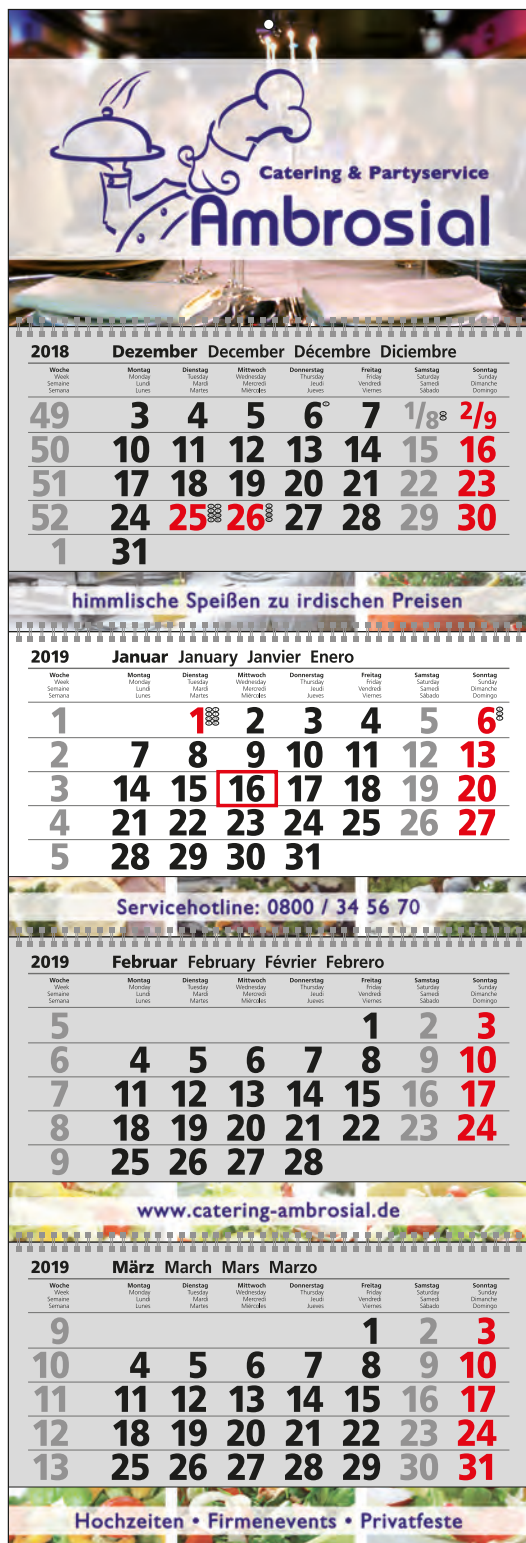 Catering & Partyservice
Ambrosial
2018 Dezember December Décembre Diciembre
Woche Montag Dienstag Mittwoch Donnerstag Freitag Samstag Sonntag
Week Monday Tuesday Wednesday Thursday Friday Saturday Sunday
Semaine Lundi Mardi Mercredi Jeudi Vendredi Samedi Dimanche
Semana Lunes Martes Miércoles Jueves Viernes Sábado Domingo
49 3 4 5 6 7 1/8 2/9
50 10 11 12 13 14 15 16
51 17 18 19 20 21 22 23
52 24 25 26 27 28 29 30
1 31
himmlische Speißen zu irdischen Preisen
2019 Januar January Janvier Enero
Woche Montag Dienstag Mittwoch Donnerstag Freitag Samstag Sonntag
Week Monday Tuesday Wednesday Thursday Friday Saturday Sunday
Semaine Lundi Mardi Mercredi Jeudi Vendredi Samedi Dimanche
Semana Lunes Martes Miércoles Jueves Viernes Sábado Domingo
1 1 2 3 4 5 6
2 7 8 9 10 11 12 13
3 14 15 16 17 18 19 20
4 21 22 23 24 25 26 27
5 28 29 30 31
Servicehotline: 0800 / 34 56 70
2019 Februar February Février Febrero
Woche Montag Dienstag Mittwoch Donnerstag Freitag Samstag Sonntag
Week Monday Tuesday Wednesday Thursday Friday Saturday Sunday
Semaine Lundi Mardi Mercredi Jeudi Vendredi Samedi Dimanche
Semana Lunes Martes Miércoles Jueves Viernes Sábado Domingo
5 1 2 3
6 4 5 6 7 8 9 10
7 11 12 13 14 15 16 17
8 18 19 20 21 22 23 24
9 25 26 27 28
www.catering-ambrosial.de
2019 März March Mars Marzo
Woche Montag Dienstag Mittwoch Donnerstag Freitag Samstag Sonntag
Week Monday Tuesday Wednesday Thursday Friday Saturday Sunday
Semaine Lundi Mardi Mercredi Jeudi Vendredi Samedi Dimanche
Semana Lunes Martes Miércoles Jueves Viernes Sábado Domingo
9 1 2 3
10 4 5 6 7 8 9 10
11 11 12 13 14 15 16 17
12 18 19 20 21 22 23 24
13 25 26 27 28 29 30 31
Hochzeiten • Firmenevents • Privatfeste